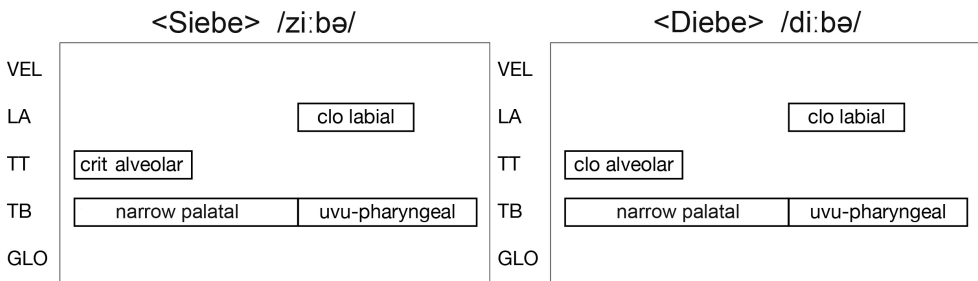 <Siebe> /ziːbə/
VEL
LA clo labial
TT crit alveolar
TB narrow palatal uvu-pharyngeal
GLO
<Diebe> /diːbə/
VEL
LA clo labial
TT clo alveolar
TB narrow palatal uvu-pharyngeal
GLO